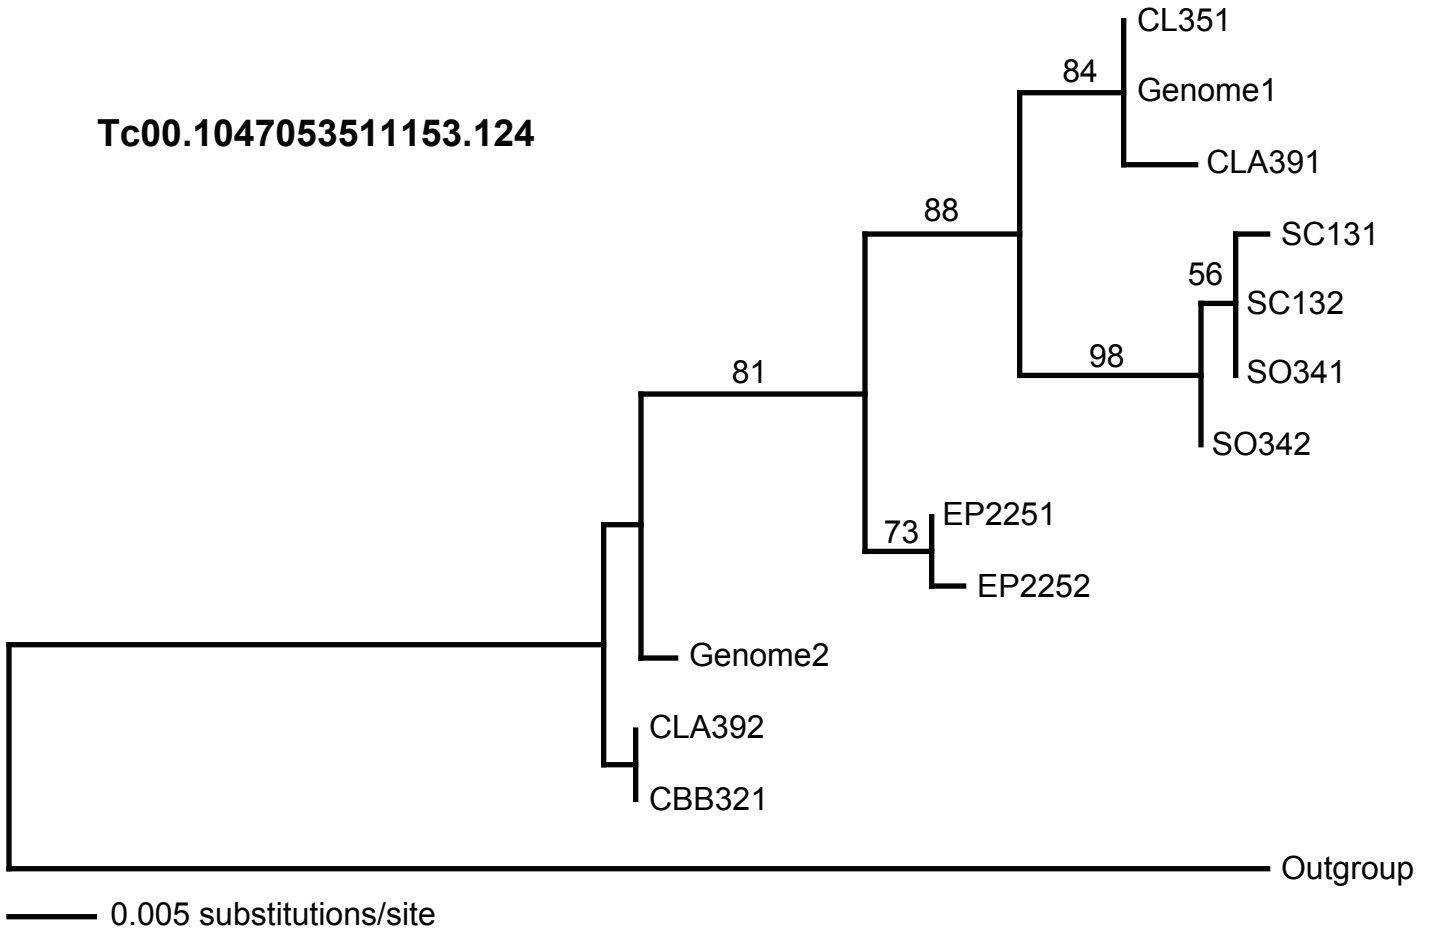 CL351
84
Genome1
Tc00.1047053511153.124
CLA391
88
SC131
56
SC132
98
81
SO341
SO342
EP2251
73
EP2252
Genome2
CLA392
CBB321
Outgroup
0.005 substitutions/site